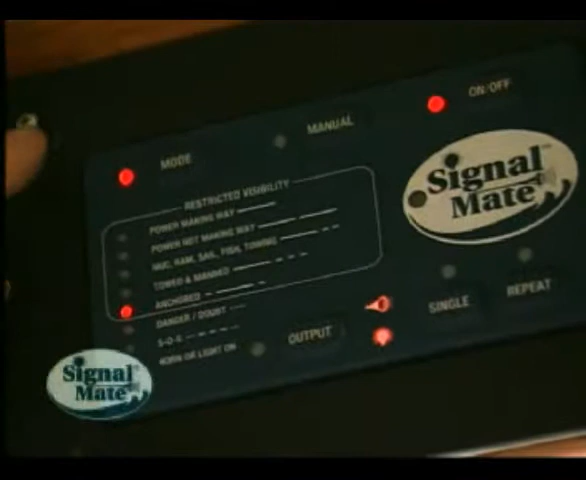 ON/OFF
MANUAL
MODE
RESTRICTED VISIBILITY
POWER MAKING WAY
POWER NOT MAKING WAY
NUC, RAM, SAIL, FISH, TOWING
TOWED & MANNED
ANCHORED
DANGER / DOUBT
S-O-S
HORN OR LIGHT ON
OUTPUT
SINGLE
REPEAT
Signal
Mate
Signal
Mate